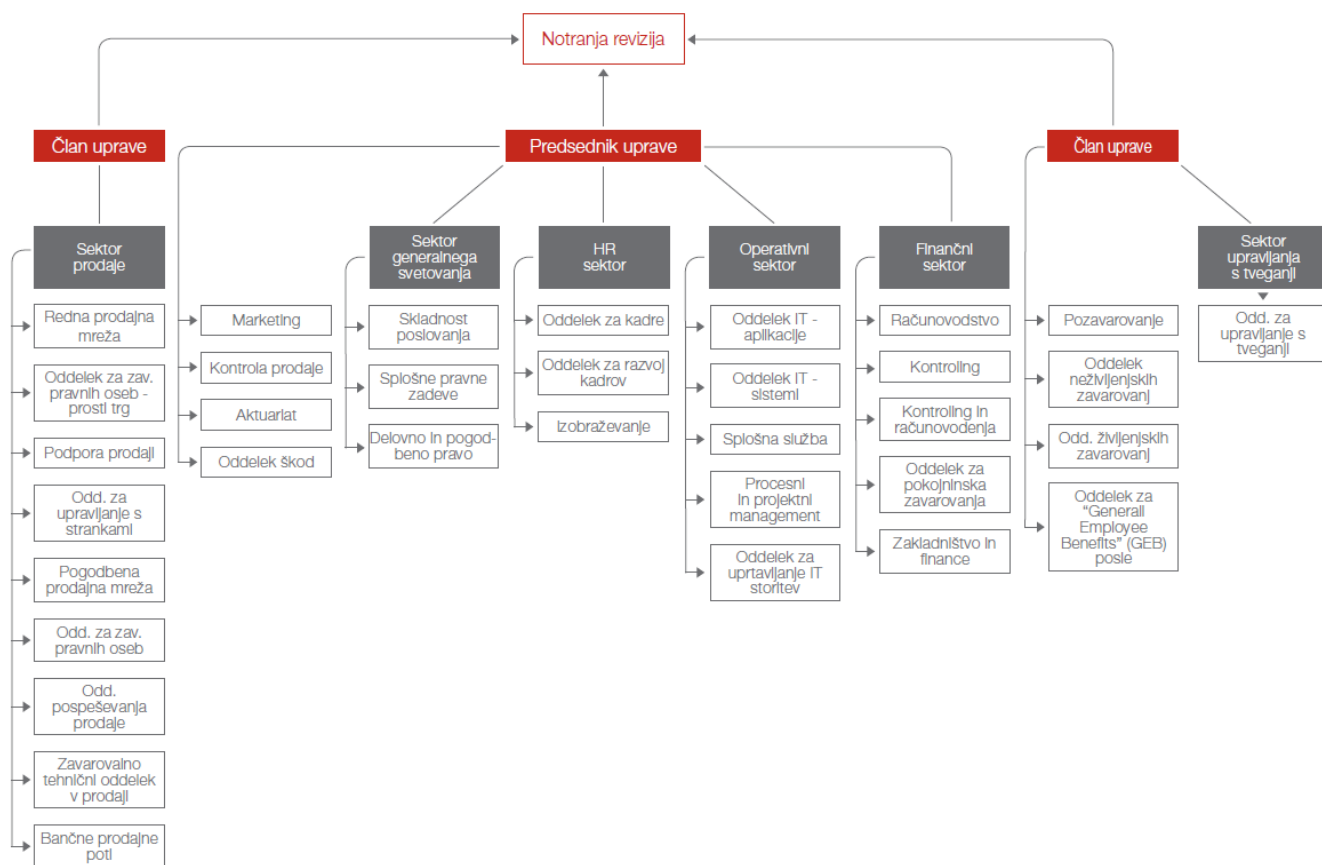 Notranja revizija
Član uprave
Predsednik uprave
Član uprave
Sektor
prodaje
Redna prodajna
mreža
Oddelek za zav.
pravnih oseb -
prosti trg
Podpora prodaji
Odd. za
upravljanje s
strankami
Pogodbena
prodajna mreža
Odd. za zav.
pravnih oseb
Odd.
pospeševanja
prodaje
Zavarovalno
tehnični oddelek
v prodaji
Bančne prodajne
poti
Marketing
Kontrola prodaje
Aktuariat
Oddelek škod
Sektor
generalnega
svetovanja
Skladnost
poslovanja
Splošne pravne
zadeve
Delovno in pogod-
beno pravo
HR
sektor
Oddelek za kadre
Oddelek za razvoj
kadrov
Izobraževanje
Operativni
sektor
Oddelek IT -
aplikacije
Oddelek IT -
sistemi
Splošna služba
Procesni
in projektni
management
Oddelek za
uprtavljanje IT
storitev
Finančni
sektor
Računovodstvo
Kontroling
Kontroling in
računovodenja
Oddelek za
pokojninska
zavarovanja
Zakladništvo in
finance
Pozavarovanje
Oddelek
neživljenjskih
zavarovanj
Odd. življenjskih
zavarovanj
Oddelek za
“Generali
Employee
Benefits” (GEB)
posle
Sektor
upravljanja
s tveganji
Odd. za
upravljanje s
tveganji